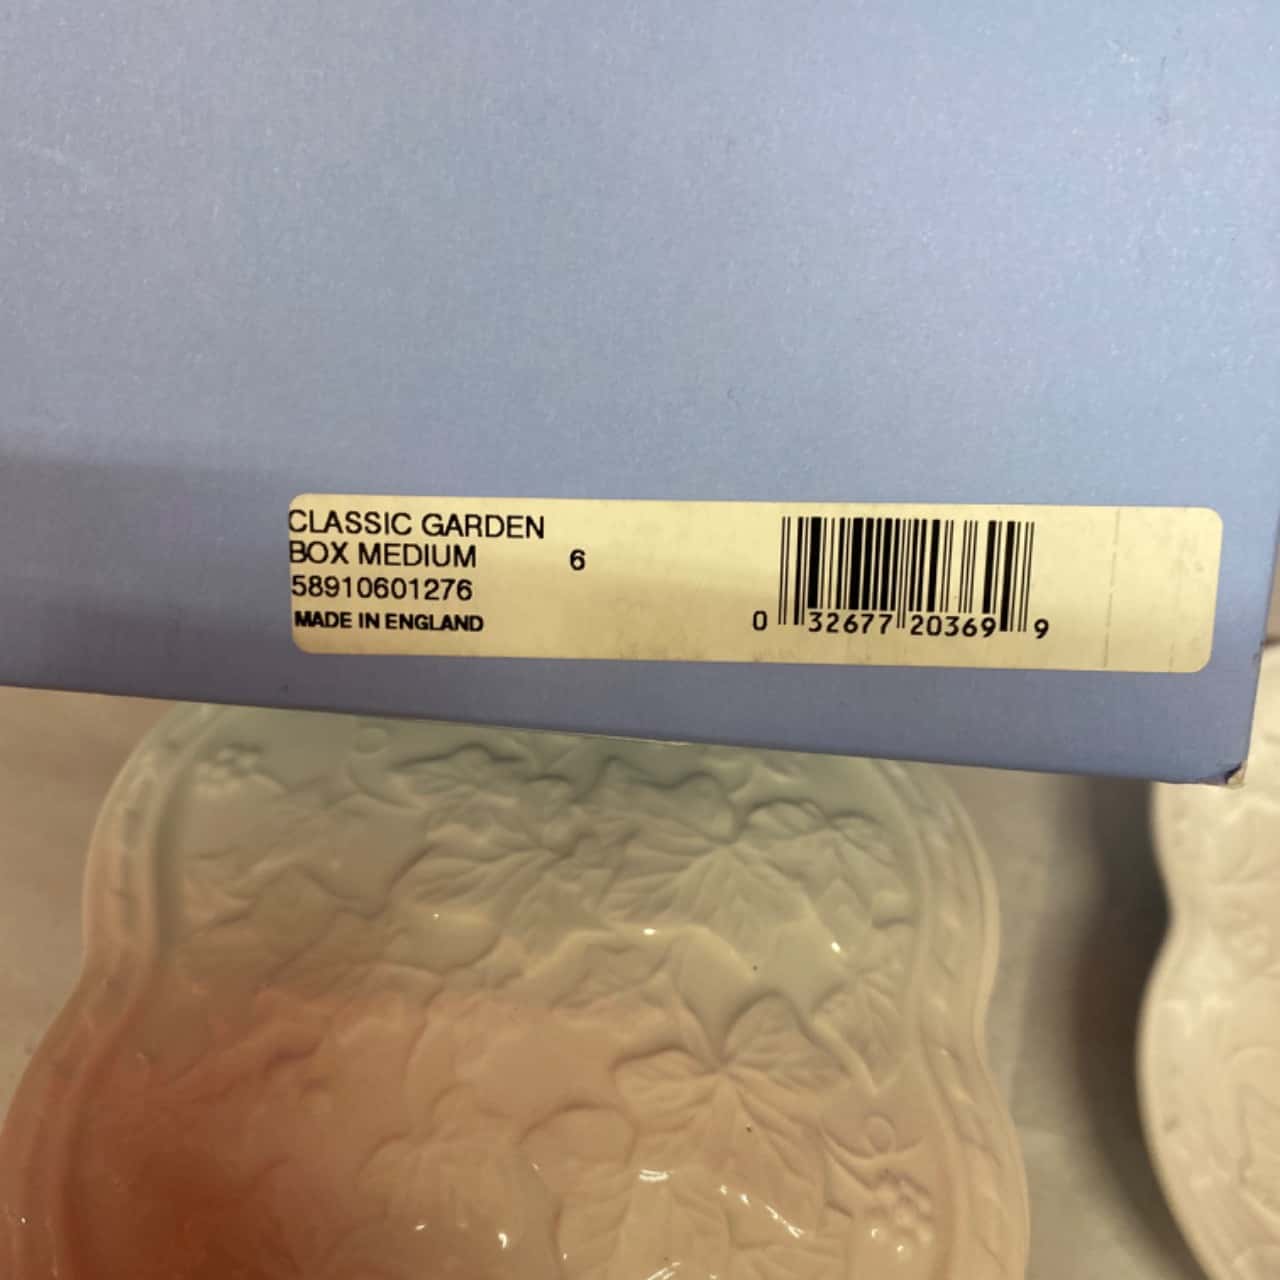 CLASSIC GARDEN
BOX MEDIUM 6
58910601276
MADE IN ENGLAND
0 32677 20369 9